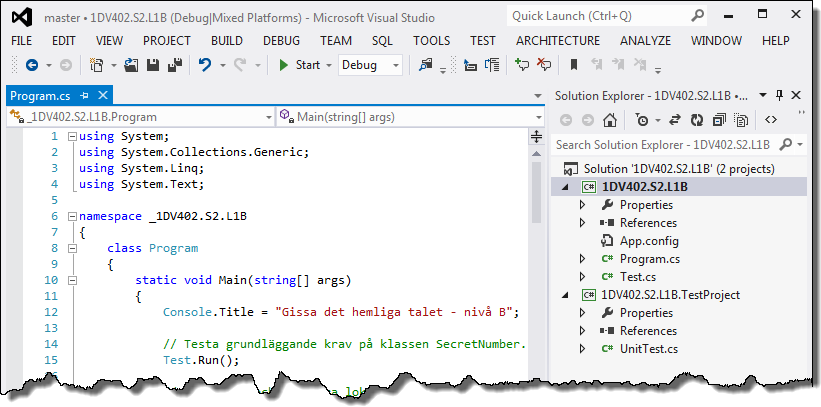 master • 1DV402.S2.L1B (Debug|Mixed Platforms) - Microsoft Visual Studio
Quick Launch (Ctrl+Q)
FILE EDIT VIEW PROJECT BUILD DEBUG TEAM SQL TOOLS TEST ARCHITECTURE ANALYZE WINDOW HELP
Start Debug
Program.cs
_1DV402.S2.L1B.Program
Main(string[] args)
1 using System;
2 using System.Collections.Generic;
3 using System.Linq;
4 using System.Text;
5
6 namespace _1DV402.S2.L1B
7 {
8 class Program
9 {
10 static void Main(string[] args)
11 {
12 Console.Title = "Gissa det hemliga talet - nivå B";
13
14 // Testa grundläggande krav på klassen SecretNumber.
15 Test.Run();
Solution Explorer - 1DV402.S2.L1B •...
Search Solution Explorer - 1DV402.S2.L1B
Solution '1DV402.S2.L1B' (2 projects)
C# 1DV402.S2.L1B
Properties
References
App.config
C# Program.cs
C# Test.cs
C# 1DV402.S2.L1B.TestProject
Properties
References
C# UnitTest.cs